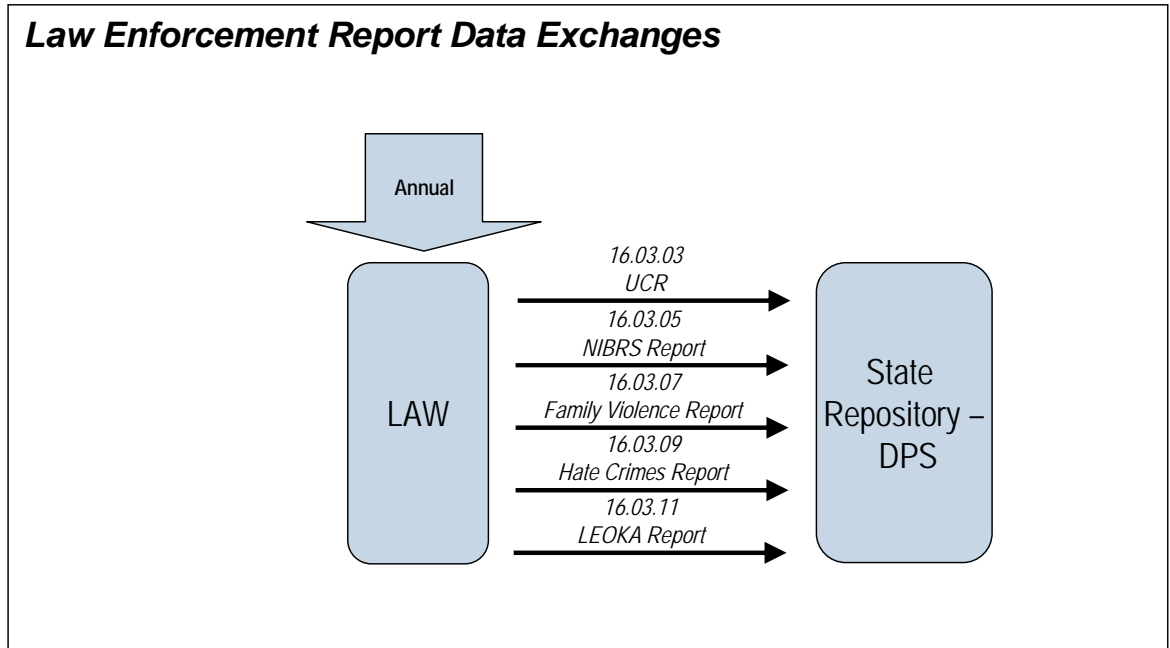 Law Enforcement Report Data Exchanges
Annual
LAW
16.03.03
UCR
16.03.05
NIBRS Report
16.03.07
Family Violence Report
16.03.09
Hate Crimes Report
16.03.11
LEOKA Report
State
Repository –
DPS